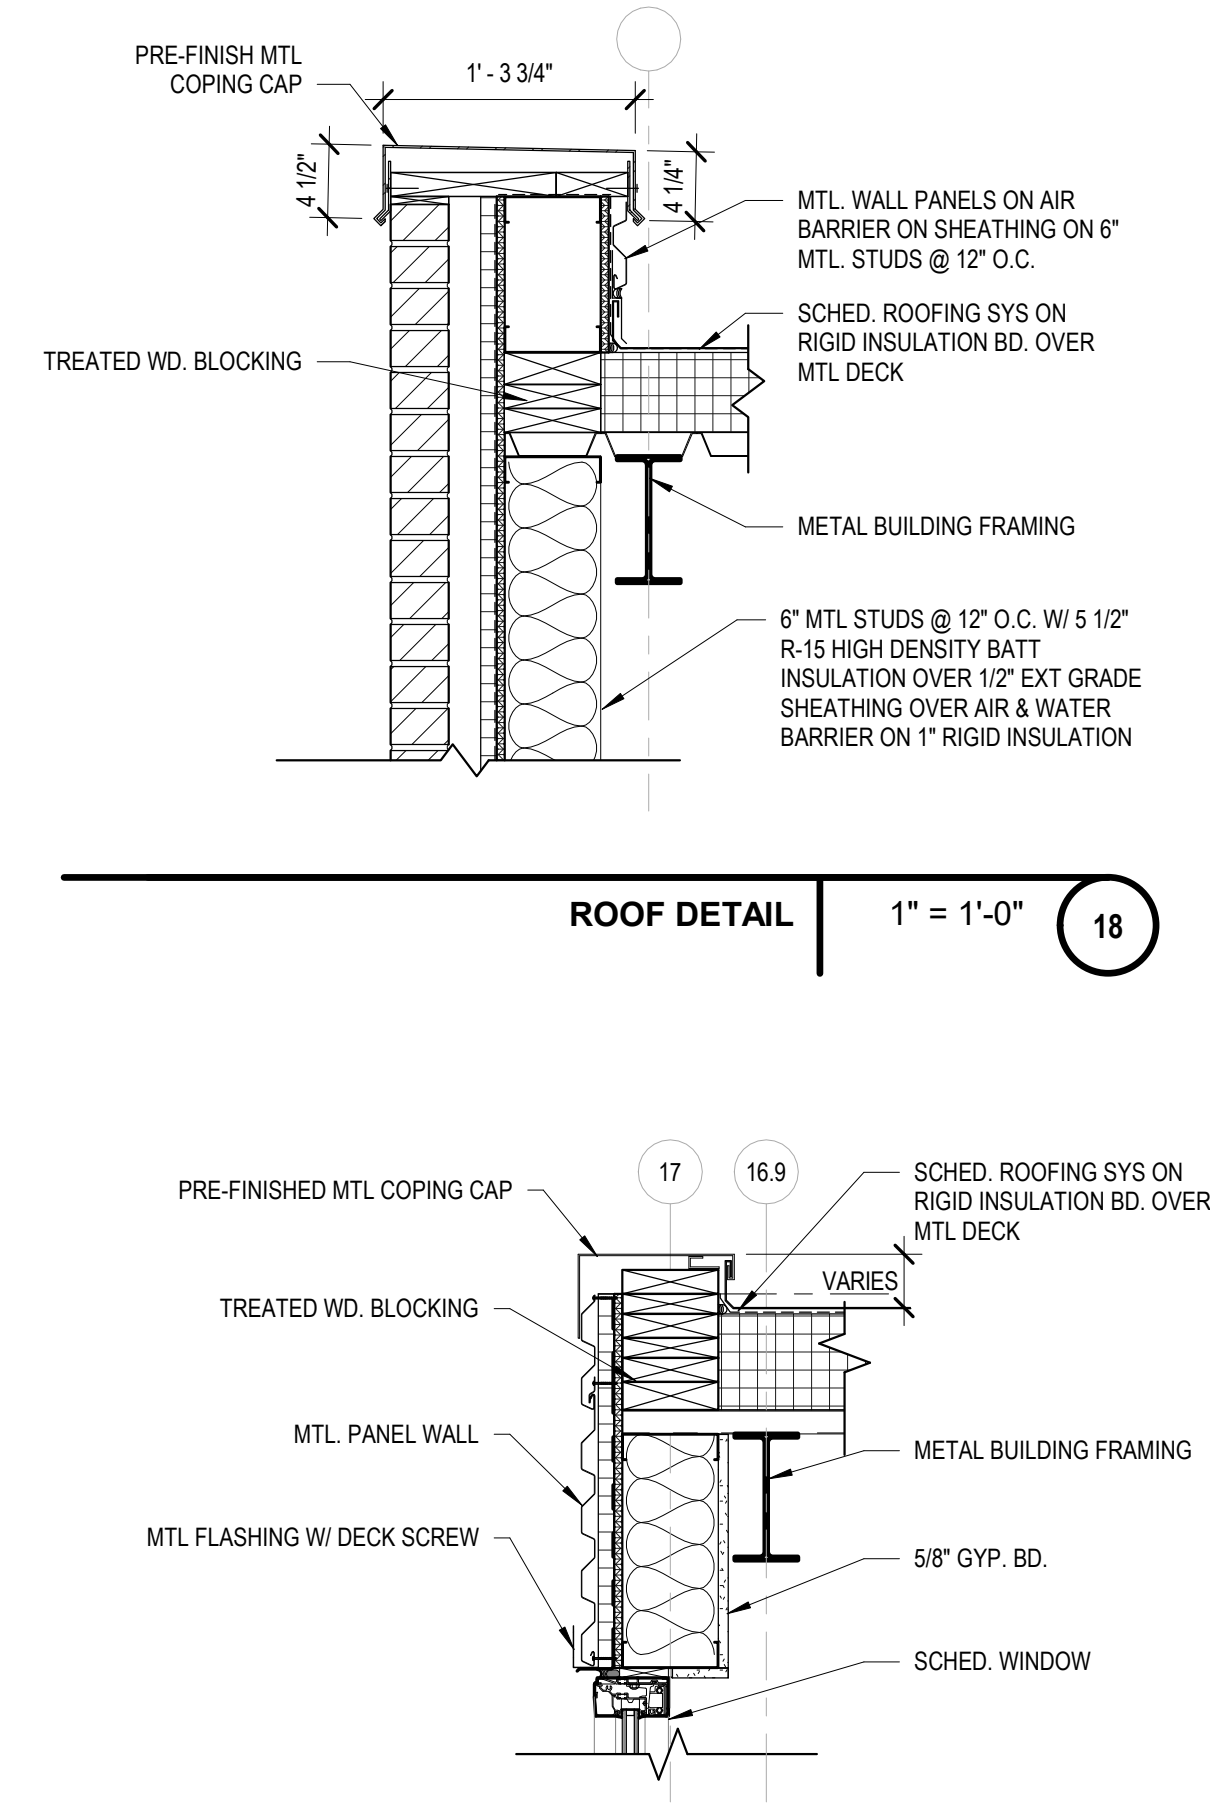 PRE-FINISH MTL
COPING CAP
1' - 3 3/4"
4 1/2"
4 1/4"
MTL. WALL PANELS ON AIR
BARRIER ON SHEATHING ON 6"
MTL. STUDS @ 12" O.C.
SCHED. ROOFING SYS ON
RIGID INSULATION BD. OVER
MTL DECK
TREATED WD. BLOCKING
METAL BUILDING FRAMING
6" MTL STUDS @ 12" O.C. W/ 5 1/2"
R-15 HIGH DENSITY BATT
INSULATION OVER 1/2" EXT GRADE
SHEATHING OVER AIR & WATER
BARRIER ON 1" RIGID INSULATION
ROOF DETAIL
1" = 1'-0"
18
17
16.9
PRE-FINISHED MTL COPING CAP
SCHED. ROOFING SYS ON
RIGID INSULATION BD. OVER
MTL DECK
VARIES
TREATED WD. BLOCKING
MTL. PANEL WALL
METAL BUILDING FRAMING
MTL FLASHING W/ DECK SCREW
5/8" GYP. BD.
SCHED. WINDOW